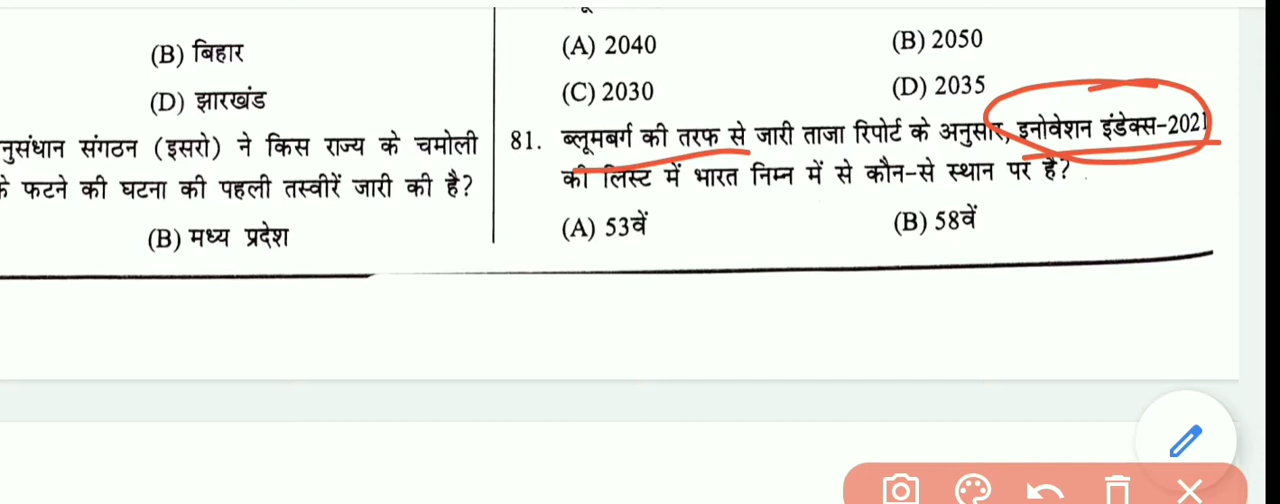 (B) बिहार
(D) झारखंड
नुसंधान संगठन (इसरो) ने किस राज्य के चमोली
के फटने की घटना की पहली तस्वीरें जारी की है?
(B) मध्य प्रदेश
(A) 2040 (B) 2050
(C) 2030 (D) 2035
81. ब्लूमबर्ग की तरफ से जारी ताजा रिपोर्ट के अनुसार, इनोवेशन इंडेक्स-2021
की लिस्ट में भारत निम्न में से कौन-से स्थान पर है?
(A) 53वें (B) 58वें